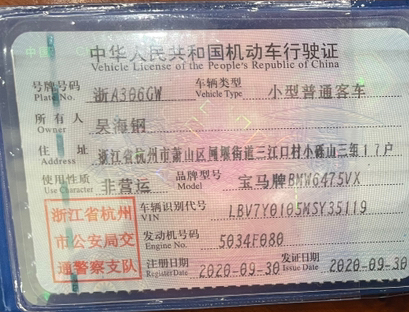 中华人民共和国机动车行驶证
Vehicle License of the People's Republic of China
号牌号码 浙A306GW 车辆类型 小型普通客车
Plate No. Vehicle Type
所有人 吴海钢
Owner
住址 浙江省杭州市萧山区闻堰街道三江口村小砾山三组17户
Address
使用性质 非营运 品牌型号 宝马牌BMW6475VX
Use Character Model
浙江省杭州
市公安局交
通警察支队
车辆识别代号 LBV7Y0105MSY35119
VIN
发动机号码 5034F080
Engine No.
注册日期 2020-09-30 发证日期 2020-09-30
Register Date Issue Date